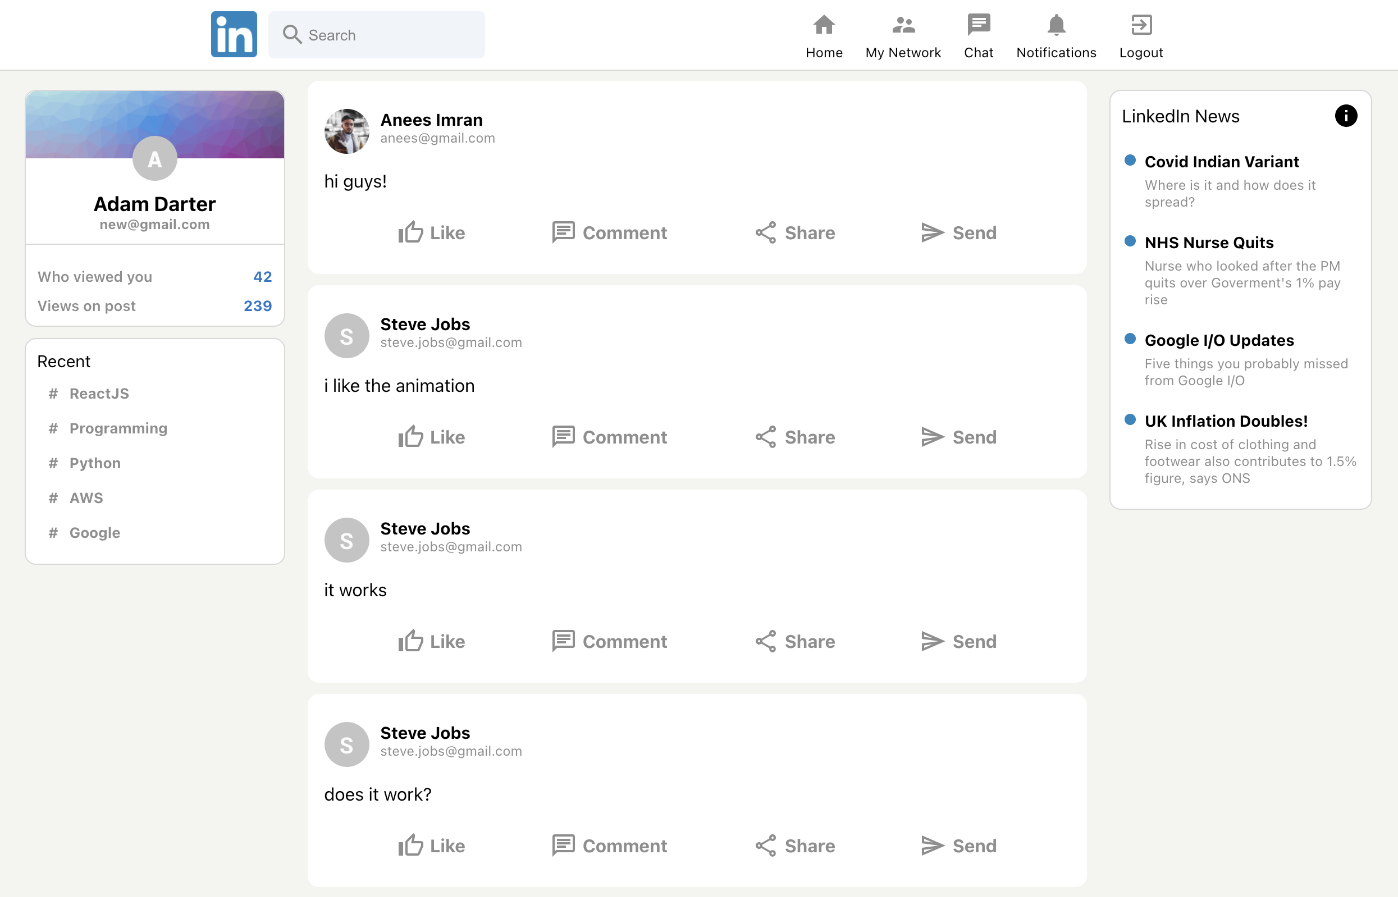 in
Search
Home
My Network
Chat
Notifications
Logout
A
Adam Darter
new@gmail.com
Who viewed you 42
Views on post 239
Recent
# ReactJS
# Programming
# Python
# AWS
# Google
Anees Imran
anees@gmail.com
hi guys!
Like Comment Share Send
S
Steve Jobs
steve.jobs@gmail.com
i like the animation
Like Comment Share Send
S
Steve Jobs
steve.jobs@gmail.com
it works
Like Comment Share Send
S
Steve Jobs
steve.jobs@gmail.com
does it work?
Like Comment Share Send
LinkedIn News
i
Covid Indian Variant
Where is it and how does it
spread?
NHS Nurse Quits
Nurse who looked after the PM
quits over Goverment's 1% pay
rise
Google I/O Updates
Five things you probably missed
from Google I/O
UK Inflation Doubles!
Rise in cost of clothing and
footwear also contributes to 1.5%
figure, says ONS